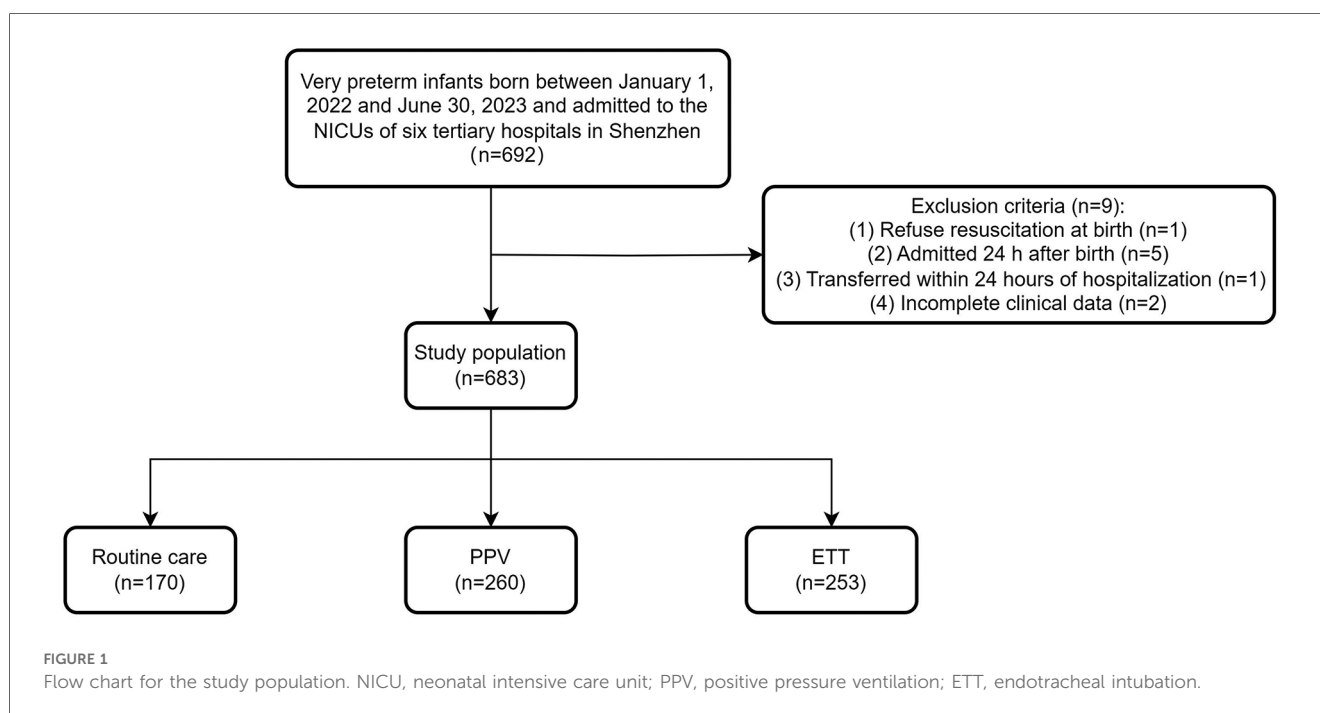 Very preterm infants born between January 1,
2022 and June 30, 2023 and admitted to the
NICUs of six tertiary hospitals in Shenzhen
(n=692)
Exclusion criteria (n=9):
(1) Refuse resuscitation at birth (n=1)
(2) Admitted 24 h after birth (n=5)
(3) Transferred within 24 hours of hospitalization (n=1)
(4) Incomplete clinical data (n=2)
Study population
(n=683)
Routine care
(n=170)
PPV
(n=260)
ETT
(n=253)
FIGURE 1
Flow chart for the study population. NICU, neonatal intensive care unit; PPV, positive pressure ventilation; ETT, endotracheal intubation.